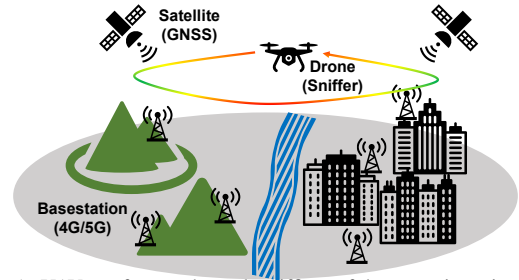 Satellite
(GNSS)
Drone
(Sniffer)
Basestation
(4G/5G)